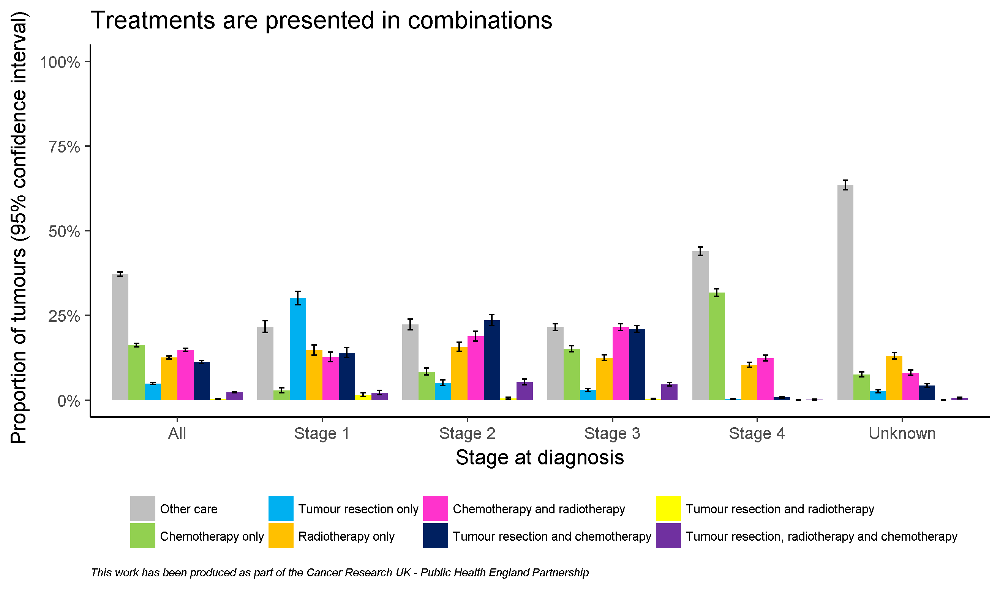 Treatments are presented in combinations
Proportion of tumours (95% confidence interval)
100%
75%
50%
25%
0%
All
Stage 1
Stage 2
Stage 3
Stage 4
Unknown
Stage at diagnosis
Other care
Tumour resection only
Chemotherapy and radiotherapy
Tumour resection and radiotherapy
Chemotherapy only
Radiotherapy only
Tumour resection and chemotherapy
Tumour resection, radiotherapy and chemotherapy
This work has been produced as part of the Cancer Research UK - Public Health England Partnership